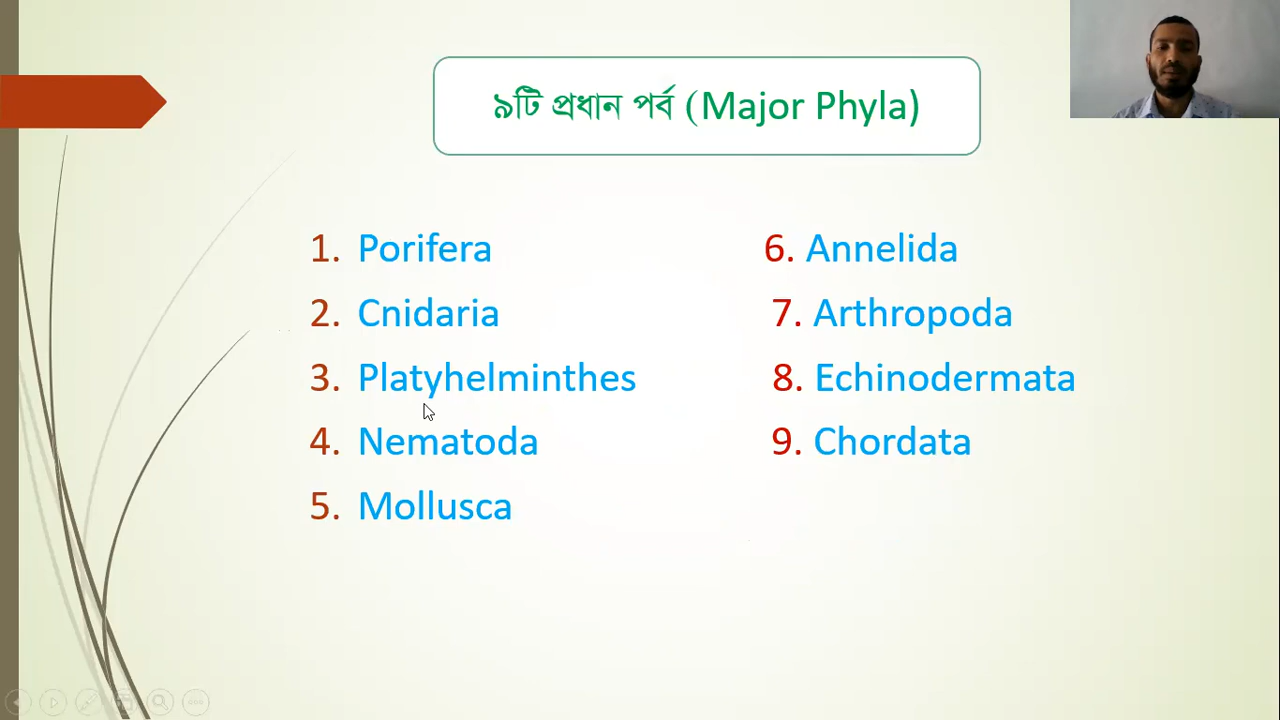 ৯টি প্রধান পর্ব (Major Phyla)
1. Porifera
2. Cnidaria
3. Platyhelminthes
4. Nematoda
5. Mollusca
6. Annelida
7. Arthropoda
8. Echinodermata
9. Chordata